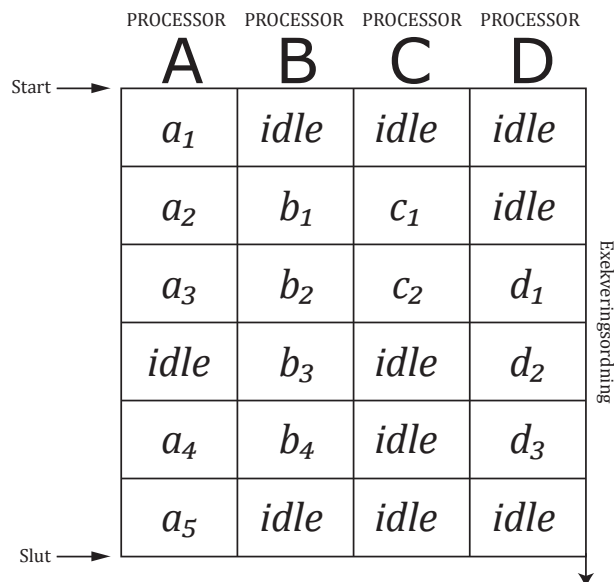 PROCESSOR PROCESSOR PROCESSOR PROCESSOR
A B C D
Start
a₁ idle idle idle
a₂ b₁ c₁ idle
a₃ b₂ c₂ d₁
idle b₃ idle d₂
a₄ b₄ idle d₃
a₅ idle idle idle
Slut
Exekveringsordning